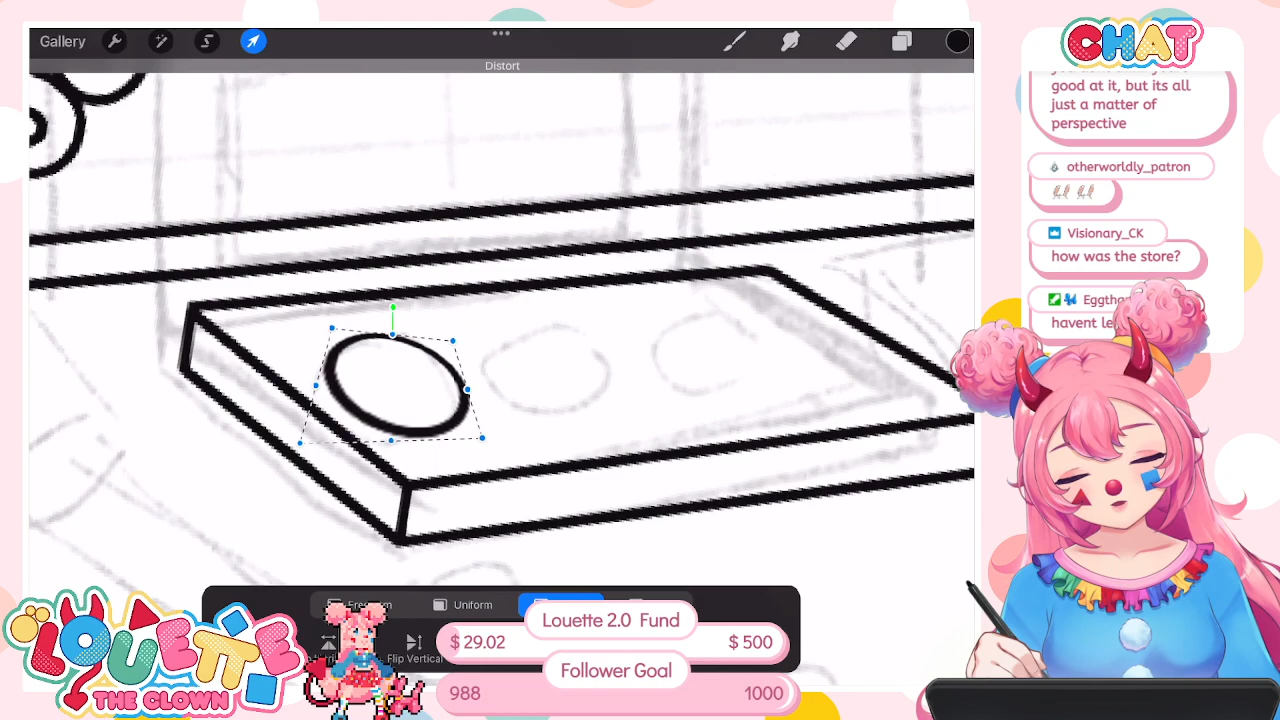 Gallery
Distort
Uniform
Flip Vertical
Louette 2.0 Fund
$ 29.02
$ 500
Follower Goal
988
1000
LOUETTE
THE CLOWN
CHAT
good at it, but its all
just a matter of
perspective
otherworldly_patron
Visionary_CK
how was the store?
havent